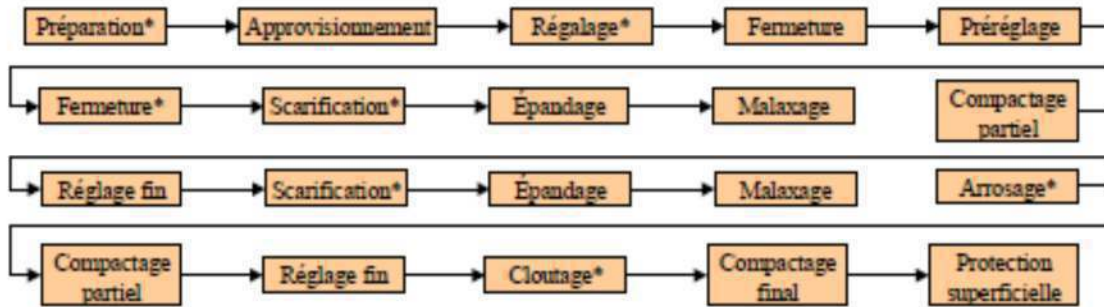 Préparation* Approvisionnement Régalage* Fermeture Préréglage
Fermeture* Scarification* Épandage Malaxage Compactage
partiel
Réglage fin Scarification* Épandage Malaxage Arrosage*
Compactage
partiel Réglage fin Cloutage* Compactage
final Protection
superficielle